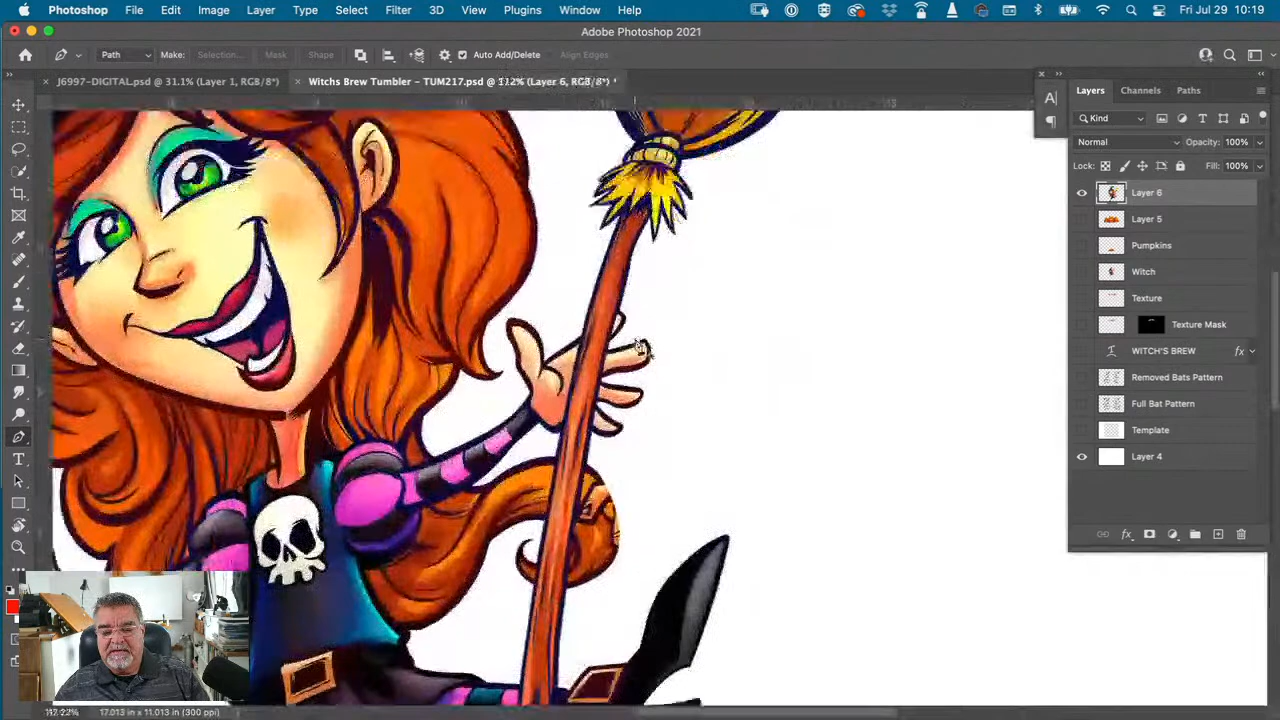 Photoshop File Edit Image Layer Type Select Filter 3D View Plugins Window Help Fri Jul 29 10:19
Adobe Photoshop 2021
Path Make: Selection... Mask Shape Auto Add/Delete Align Edges
J6997-DIGITAL.psd @ 31.1% (Layer 1, RGB/8*) Witchs Brew Tumbler - TUM217.psd @ 112% (Layer 6, RGB/8*) *
Layers Channels Paths
Kind
Normal Opacity: 100%
Lock: Fill: 100%
Layer 6
Layer 5
Pumpkins
Witch
Texture
Texture Mask
WITCH'S BREW fx
Removed Bats Pattern
Full Bat Pattern
Template
Layer 4
fx
17.013 in x 11.013 in (300 ppi)